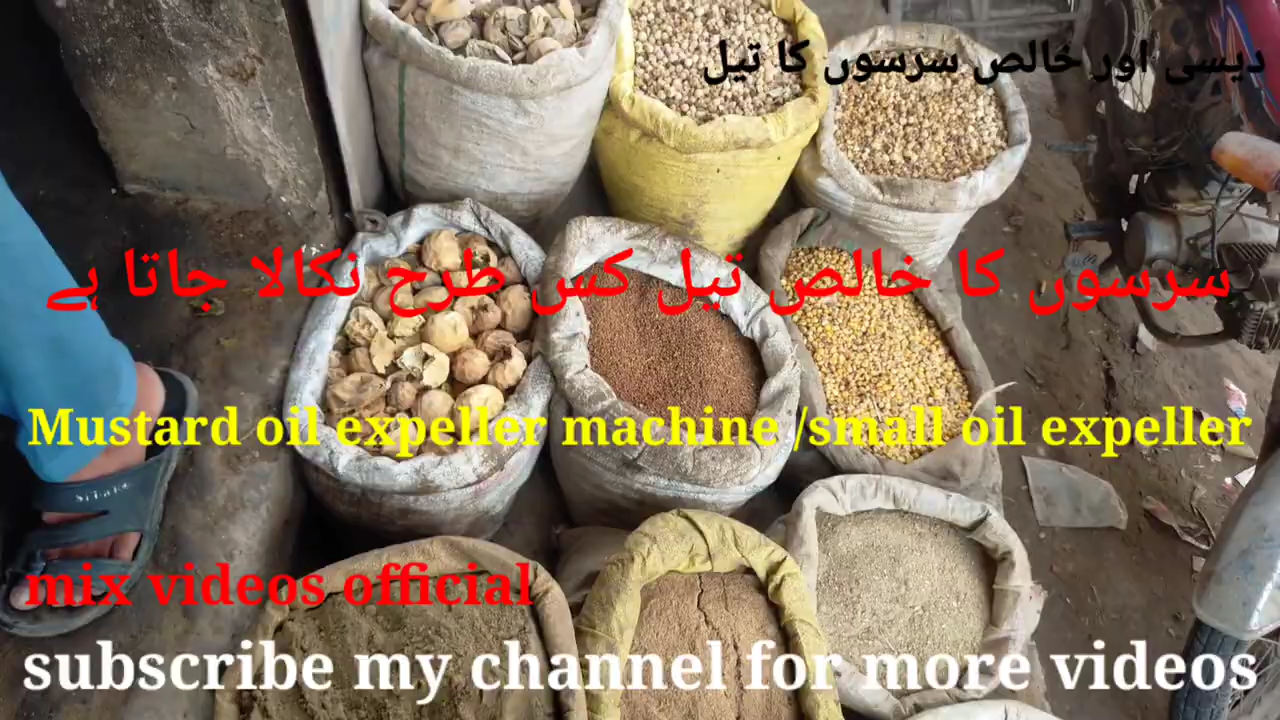 دیسی اور خالص سرسوں کا تیل
سرسوں کا خالص تیل کس طرح نکالا جاتا ہے
Mustard oil expeller machine /small oil expeller
mix videos official
subscribe my channel for more videos